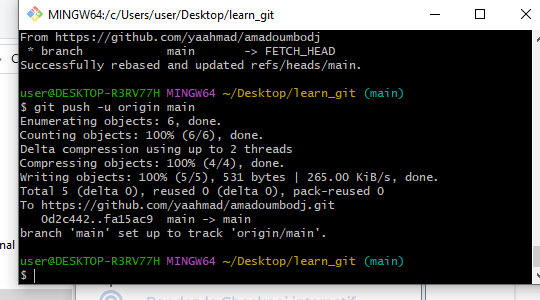 MINGW64:/c/Users/user/Desktop/learn_git
From https://github.com/yaahmad/amadoumbodj
 * branch            main       -> FETCH_HEAD
Successfully rebased and updated refs/heads/main.
user@DESKTOP-R3RV77H MINGW64 ~/Desktop/learn_git (main)
$ git push -u origin main
Enumerating objects: 6, done.
Counting objects: 100% (6/6), done.
Delta compression using up to 2 threads
Compressing objects: 100% (4/4), done.
Writing objects: 100% (5/5), 531 bytes | 265.00 KiB/s, done.
Total 5 (delta 0), reused 0 (delta 0), pack-reused 0
To https://github.com/yaahmad/amadoumbodj.git
   0d2c442..fa15ac9  main -> main
branch 'main' set up to track 'origin/main'.
user@DESKTOP-R3RV77H MINGW64 ~/Desktop/learn_git (main)
$